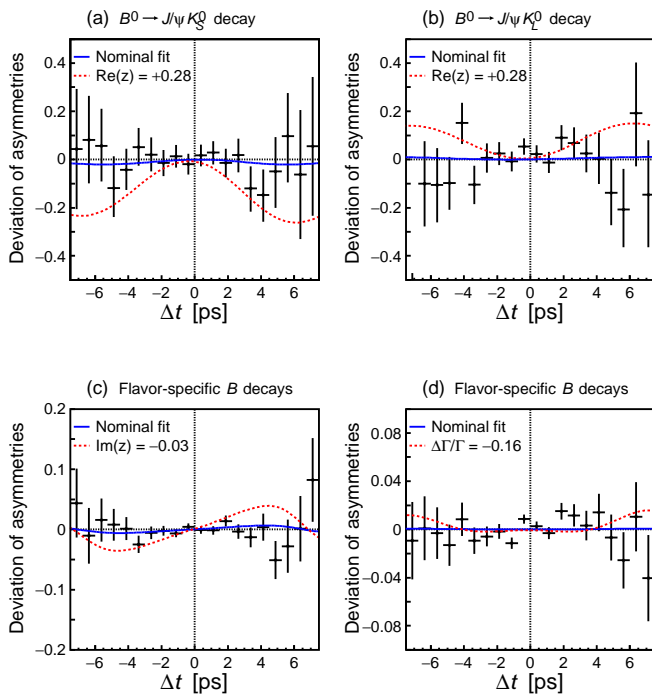 (a) B⁰→ J/ψ K_S⁰ decay
Nominal fit
Re(z) = +0.28
Deviation of asymmetries
0.4
0.2
0
−0.2
−0.4
−6 −4 −2 0 2 4 6
Δt [ps]
(b) B⁰→ J/ψ K_L⁰ decay
Nominal fit
Re(z) = +0.28
Deviation of asymmetries
0.4
0.2
0
−0.2
−0.4
−6 −4 −2 0 2 4 6
Δt [ps]
(c) Flavor-specific B decays
Nominal fit
Im(z) = −0.03
Deviation of asymmetries
0.2
0.1
0
−0.1
−0.2
−6 −4 −2 0 2 4 6
Δt [ps]
(d) Flavor-specific B decays
Nominal fit
ΔΓ/Γ = −0.16
Deviation of asymmetries
0.08
0.04
0
−0.04
−0.08
−6 −4 −2 0 2 4 6
Δt [ps]